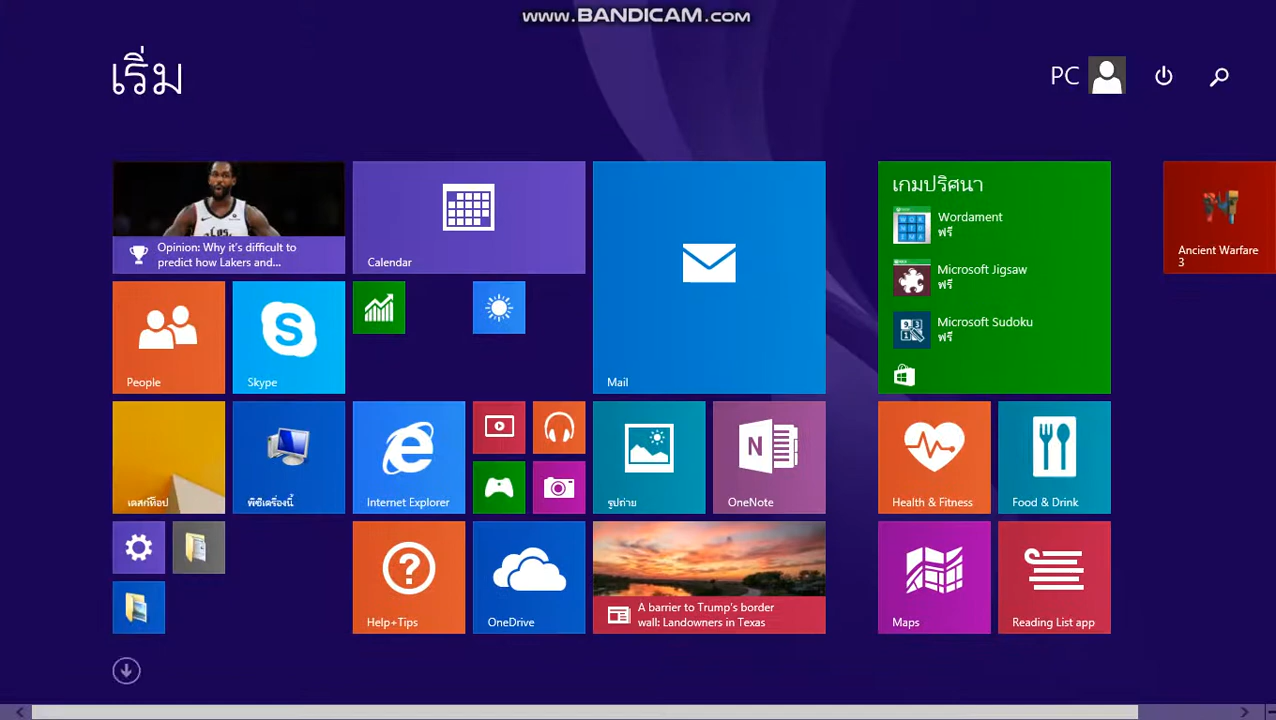 www.BANDICAM.com
เริ่ม
PC
Opinion: Why it's difficult to
predict how Lakers and...
Calendar
Mail
เกมปริศนา
Wordament
ฟรี
Microsoft Jigsaw
ฟรี
Microsoft Sudoku
ฟรี
Ancient Warfare
3
People
Skype
เดสก์ท็อป
พีซีเครื่องนี้
Internet Explorer
รูปถ่าย
N
OneNote
Health & Fitness
Food & Drink
Help+Tips
OneDrive
A barrier to Trump's border
wall: Landowners in Texas
Maps
Reading List app